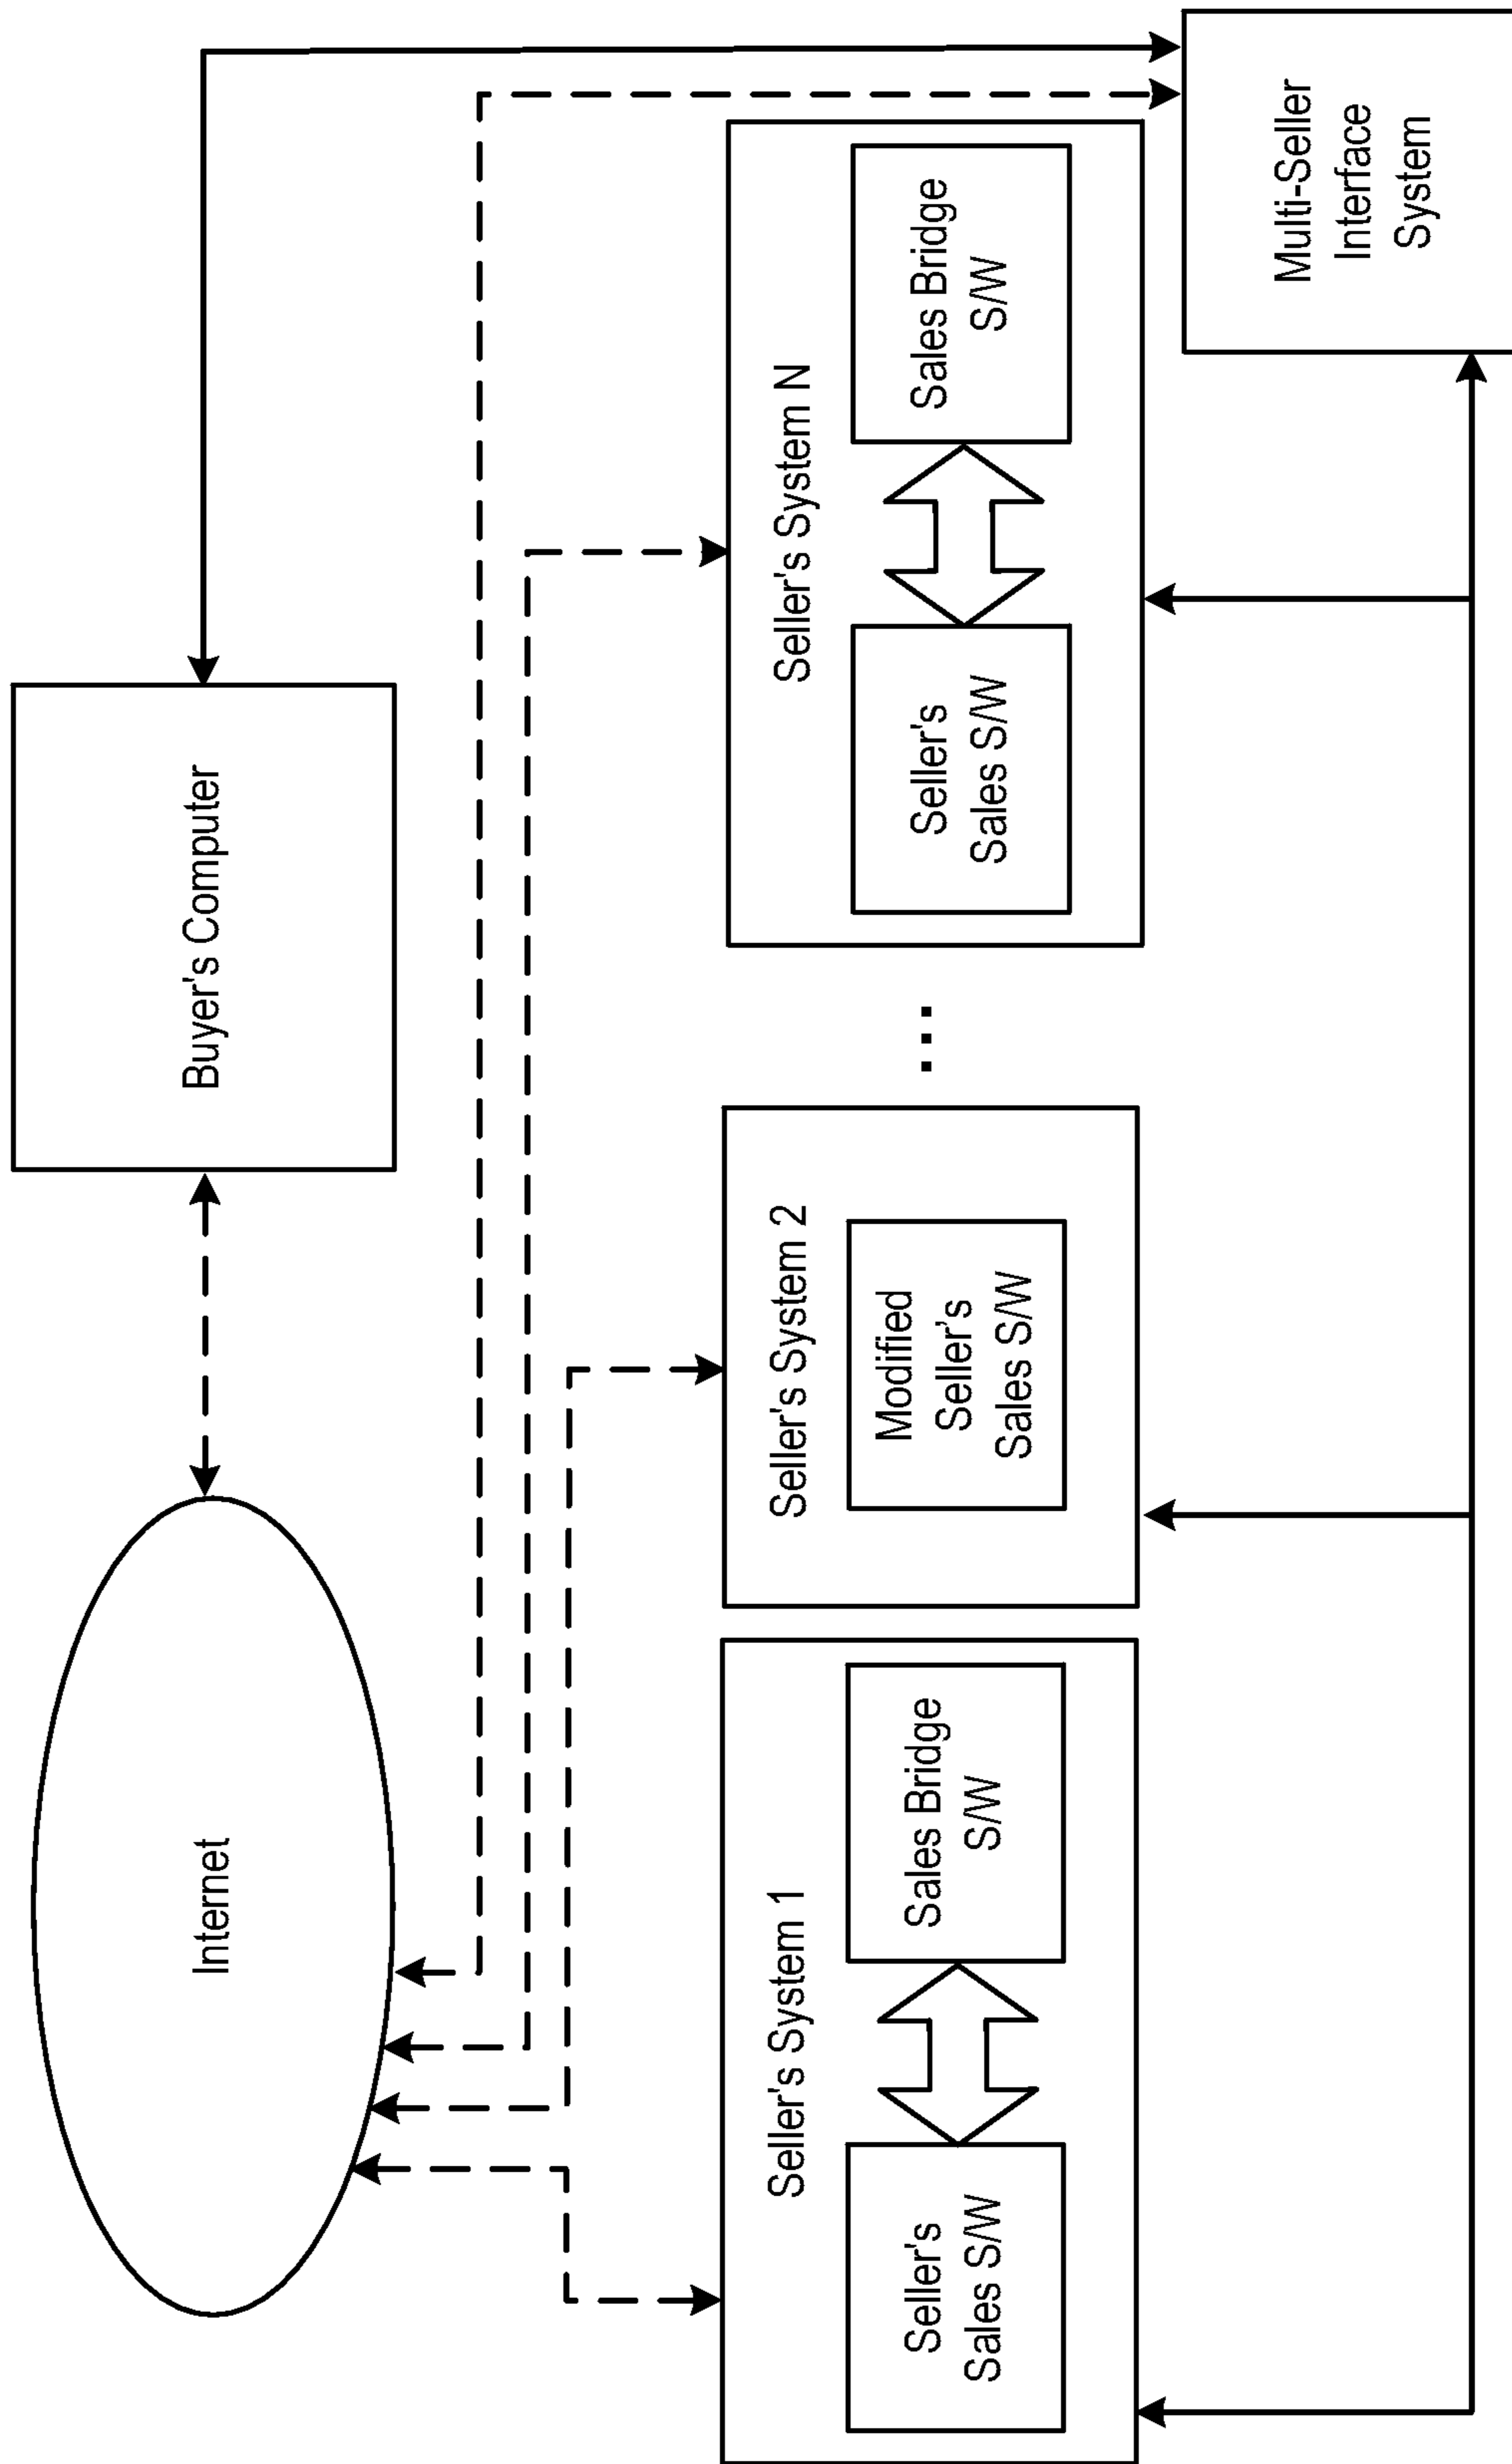 Internet
Buyer's Computer
Seller's System 1
Seller's
Sales S/W
Sales Bridge
S/W
Seller's System 2
Modified
Seller's
Sales S/W
...
Seller's System N
Seller's
Sales S/W
Sales Bridge
S/W
Multi-Seller
Interface
System